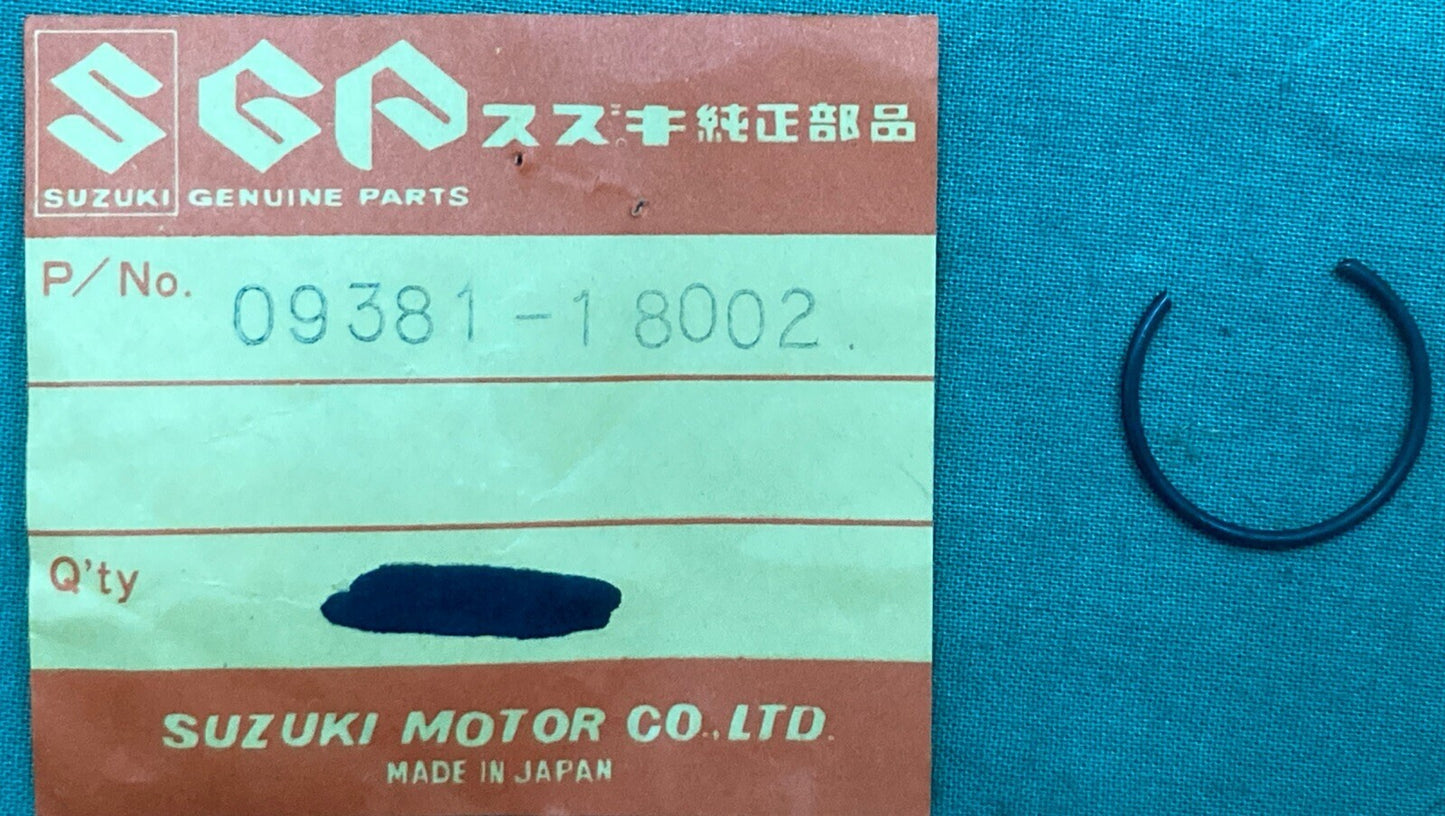 SGP スズキ純正部品
SUZUKI GENUINE PARTS
P/No. 09381-18002.
Q'ty
SUZUKI MOTOR CO.,LTD.
MADE IN JAPAN